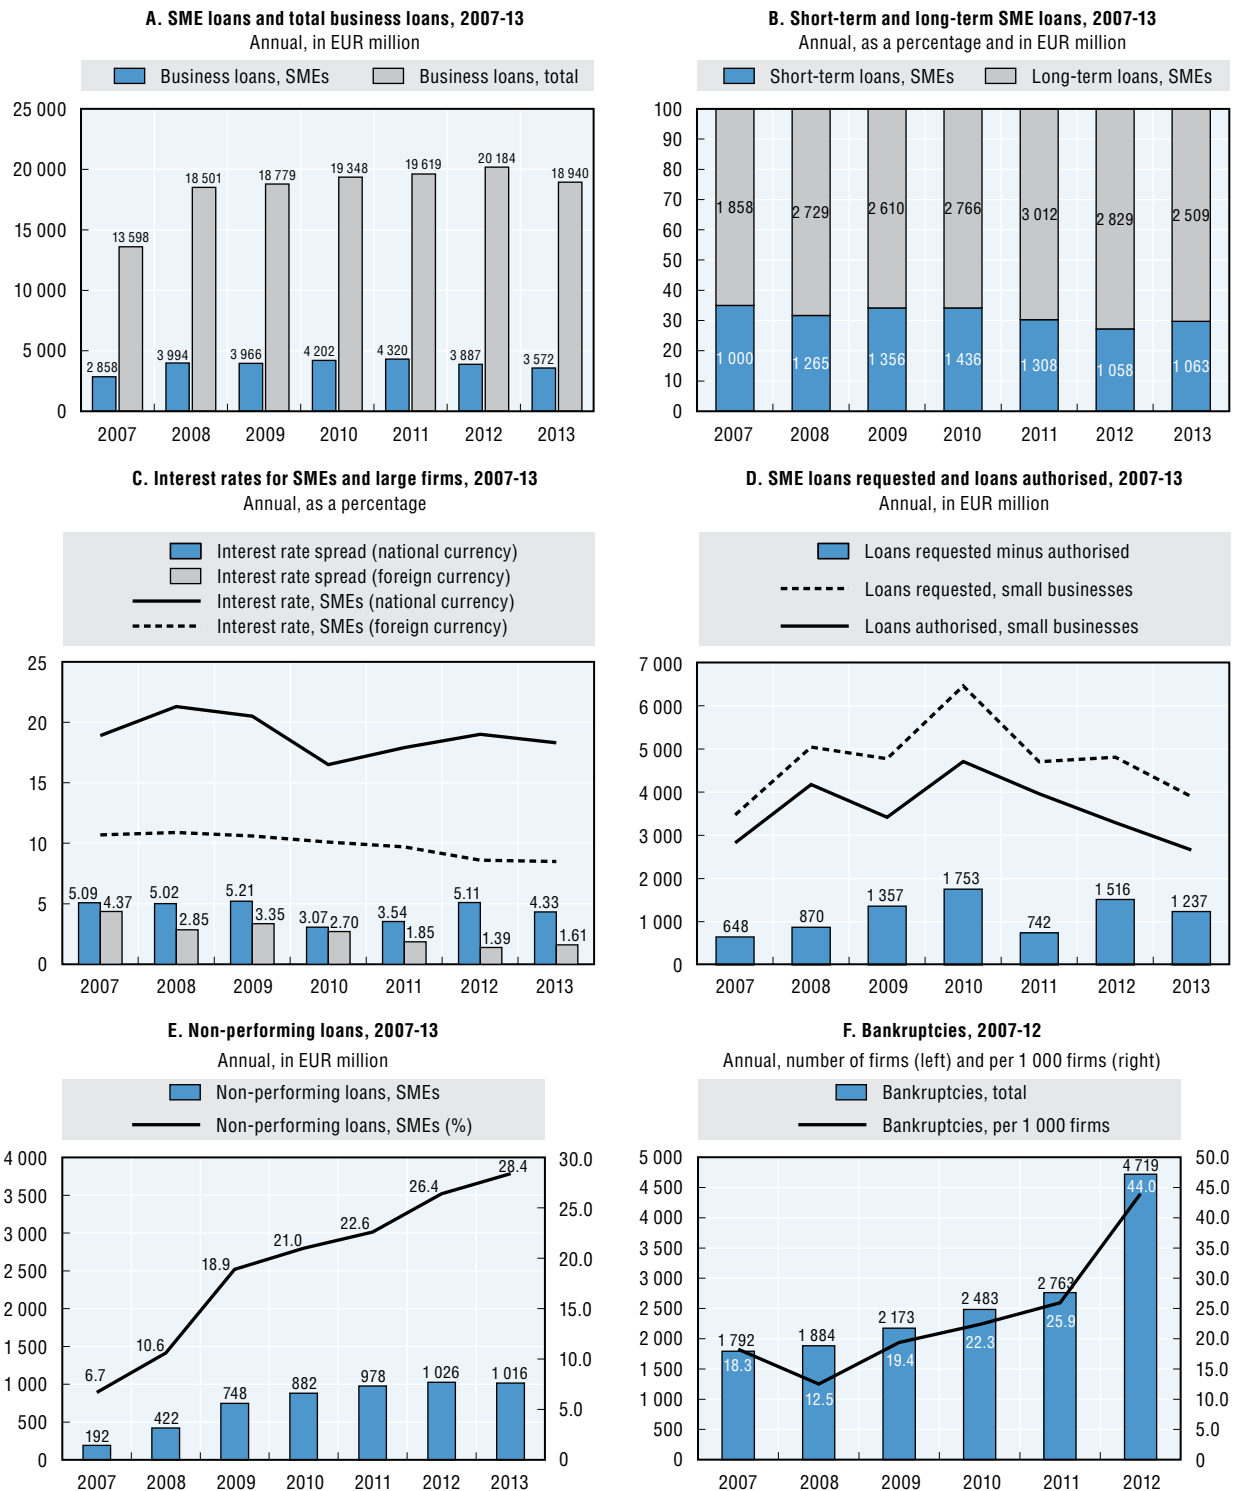 A. SME loans and total business loans, 2007-13
Annual, in EUR million
Business loans, SMEs Business loans, total
25 000
20 000
15 000
10 000
5 000
0
2 858 3 994 3 966 4 202 4 320 3 887 3 572
13 598 18 501 18 779 19 348 19 619 20 184 18 940
2007 2008 2009 2010 2011 2012 2013
B. Short-term and long-term SME loans, 2007-13
Annual, as a percentage and in EUR million
Short-term loans, SMEs Long-term loans, SMEs
100
90
80
70
60
50
40
30
20
10
0
1 858 2 729 2 610 2 766 3 012 2 829 2 509
1 000 1 265 1 356 1 436 1 308 1 058 1 063
2007 2008 2009 2010 2011 2012 2013
C. Interest rates for SMEs and large firms, 2007-13
Annual, as a percentage
Interest rate spread (national currency)
Interest rate spread (foreign currency)
Interest rate, SMEs (national currency)
Interest rate, SMEs (foreign currency)
25
20
15
10
5
0
5.09 5.02 5.21 3.07 3.54 5.11 4.33
4.37 2.85 3.35 2.70 1.85 1.39 1.61
2007 2008 2009 2010 2011 2012 2013
D. SME loans requested and loans authorised, 2007-13
Annual, in EUR million
Loans requested minus authorised
Loans requested, small businesses
Loans authorised, small businesses
7 000
6 000
5 000
4 000
3 000
2 000
1 000
0
648 870 1 357 1 753 742 1 516 1 237
2007 2008 2009 2010 2011 2012 2013
E. Non-performing loans, 2007-13
Annual, in EUR million
Non-performing loans, SMEs
Non-performing loans, SMEs (%)
4 000
3 500
3 000
2 500
2 000
1 500
1 000
500
0
30.0
25.0
20.0
15.0
10.0
5.0
0
6.7 10.6 18.9 21.0 22.6 26.4 28.4
192 422 748 882 978 1 026 1 016
2007 2008 2009 2010 2011 2012 2013
F. Bankruptcies, 2007-12
Annual, number of firms (left) and per 1 000 firms (right)
Bankruptcies, total
Bankruptcies, per 1 000 firms
5 000
4 500
4 000
3 500
3 000
2 500
2 000
1 500
1 000
500
0
50.0
45.0
40.0
35.0
30.0
25.0
20.0
15.0
10.0
5.0
0
1 792 1 884 2 173 2 483 2 763 4 719
18.3 12.5 19.4 22.3 25.9 44.0
2007 2008 2009 2010 2011 2012